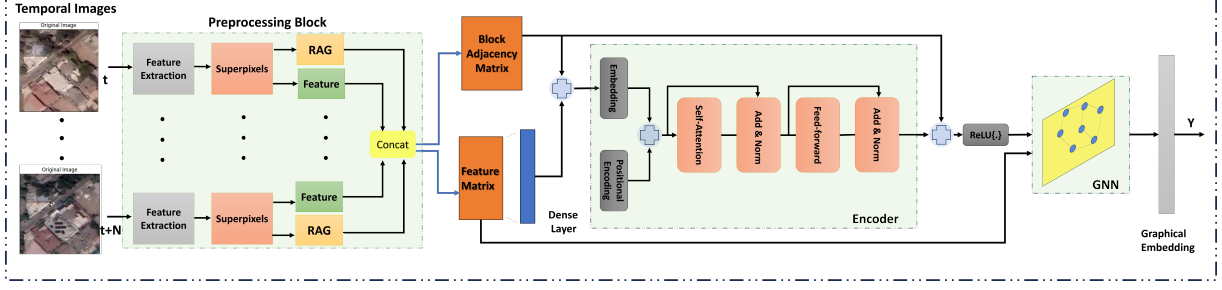 Temporal Images
Original Image
t
Original Image
t+N
Preprocessing Block
Feature
Extraction
Superpixels
RAG
Feature
Concat
Feature
Extraction
Superpixels
Feature
RAG
Block
Adjacency
Matrix
Feature
Matrix
Dense
Layer
Embedding
Positional
Encoding
Self-Attention
Add & Norm
Feed-forward
Add & Norm
Encoder
ReLU{.}
GNN
Graphical
Embedding
Y